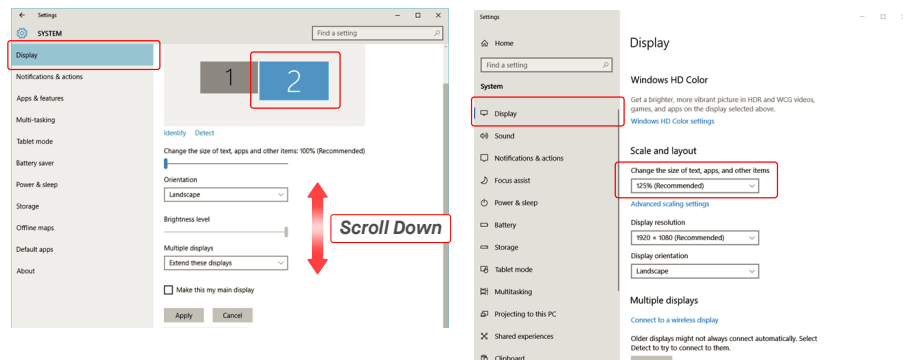 Settings
SYSTEM
Find a setting
Display
Notifications & actions
Apps & features
Multi-tasking
Tablet mode
Battery saver
Power & sleep
Storage
Offline maps
Default apps
About
1
2
Identify Detect
Change the size of text, apps and other items: 100% (Recommended)
Orientation
Landscape
Brightness level
Multiple displays
Extend these displays
Make this my main display
Apply Cancel
Scroll Down
Settings
Home
Find a setting
System
Display
Sound
Notifications & actions
Focus assist
Power & sleep
Battery
Storage
Tablet mode
Multitasking
Projecting to this PC
Shared experiences
Clipboard
Display
Windows HD Color
Get a brighter, more vibrant picture in HDR and WCG videos,
games, and apps on the display selected above.
Windows HD Color settings
Scale and layout
Change the size of text, apps, and other items
125% (Recommended)
Advanced scaling settings
Display resolution
1920 × 1080 (Recommended)
Display orientation
Landscape
Multiple displays
Connect to a wireless display
Older displays might not always connect automatically. Select
Detect to try to connect to them.